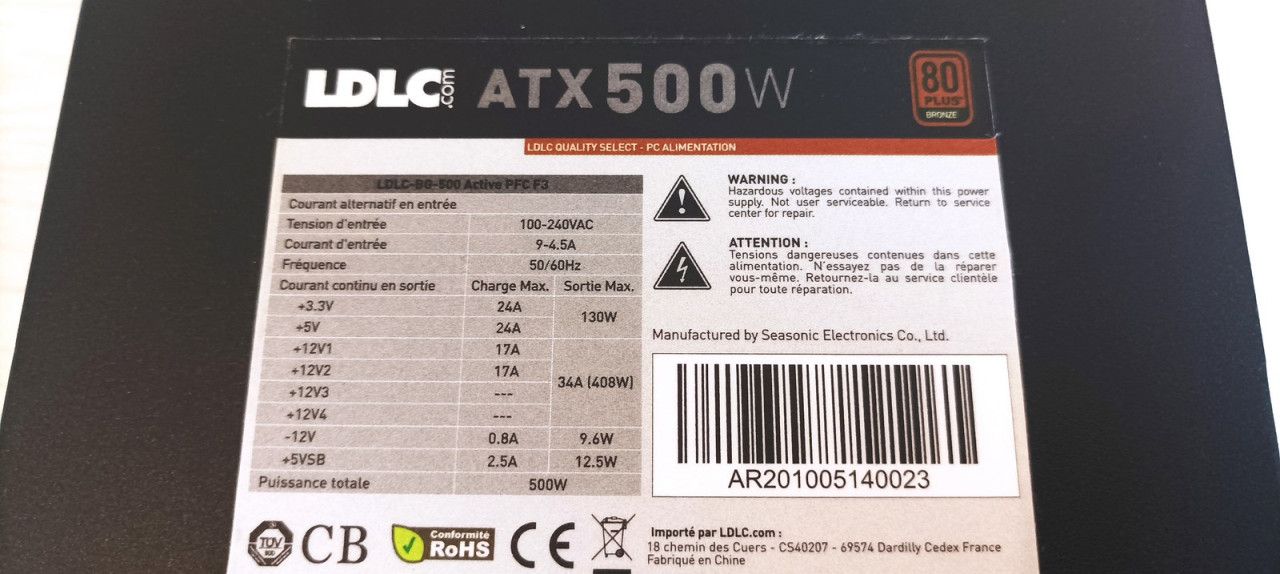 LDLC.com ATX 500W
80 PLUS BRONZE
LDLC QUALITY SELECT - PC ALIMENTATION
LDLC-BG-500 Active PFC F3
Courant alternatif en entrée
Tension d'entrée 100-240VAC
Courant d'entrée 9-4.5A
Fréquence 50/60Hz
Courant continu en sortie Charge Max. Sortie Max.
+3.3V 24A 130W
+5V 24A
+12V1 17A 34A (408W)
+12V2 17A
+12V3 ---
+12V4 ---
-12V 0.8A 9.6W
+5VSB 2.5A 12.5W
Puissance totale 500W
WARNING :
Hazardous voltages contained within this power
supply. Not user serviceable. Return to service
center for repair.
ATTENTION :
Tensions dangereuses contenues dans cette
alimentation. N'essayez pas de la réparer
vous-même. Retournez-la au service clientèle
pour toute réparation.
Manufactured by Seasonic Electronics Co., Ltd.
AR201005140023
TÜV
CB
Conformité
RoHS
CE
Importé par LDLC.com :
18 chemin des Cuers - CS40207 - 69574 Dardilly Cedex France
Fabriqué en Chine